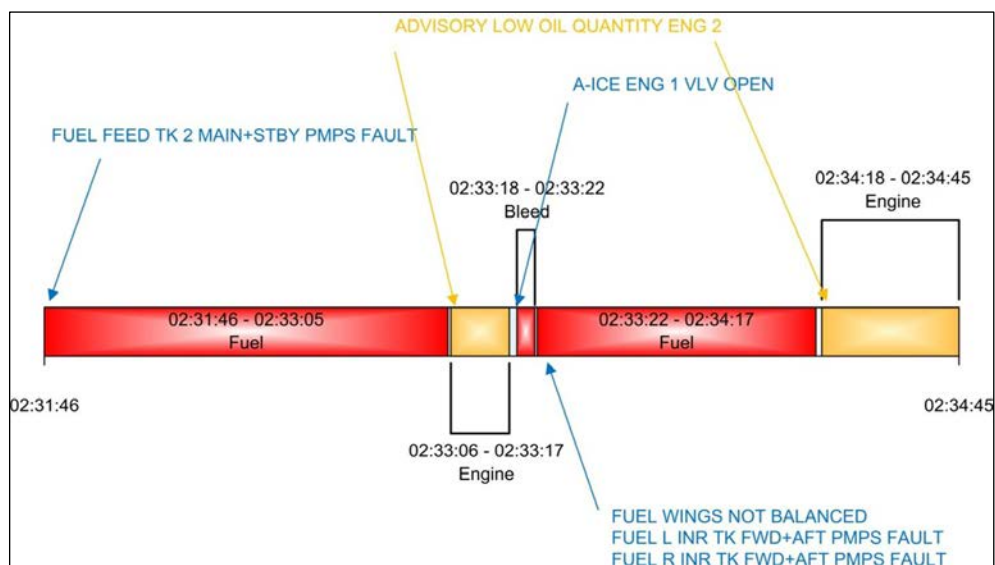 ADVISORY LOW OIL QUANTITY ENG 2
A-ICE ENG 1 VLV OPEN
FUEL FEED TK 2 MAIN+STBY PMPS FAULT
02:33:18 - 02:33:22
Bleed
02:34:18 - 02:34:45
Engine
02:31:46 - 02:33:05
Fuel
02:33:22 - 02:34:17
Fuel
02:31:46
02:34:45
02:33:06 - 02:33:17
Engine
FUEL WINGS NOT BALANCED
FUEL L INR TK FWD+AFT PMPS FAULT
FUEL R INR TK FWD+AFT PMPS FAULT